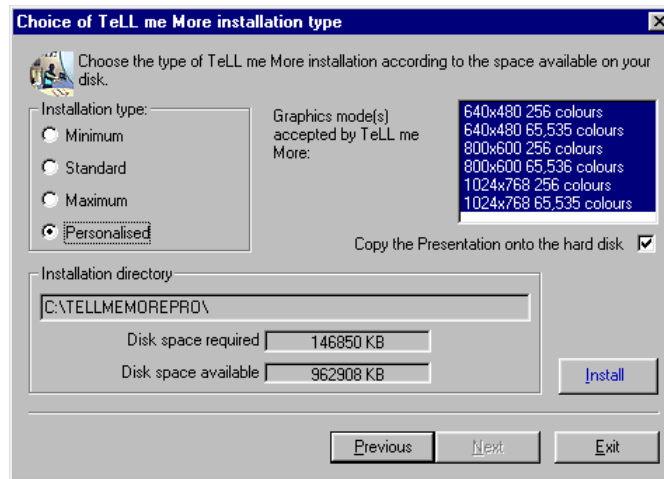 Choice of TeLL me More installation type
Choose the type of TeLL me More installation according to the space available on your
disk.
Installation type:
Minimum
Standard
Maximum
Personalised
Graphics mode(s)
accepted by TeLL me
More:
640x480 256 colours
640x480 65,535 colours
800x600 256 colours
800x600 65,536 colours
1024x768 256 colours
1024x768 65,535 colours
Copy the Presentation onto the hard disk
Installation directory
C:\TELLMEMOREPRO\
Disk space required 146850 KB
Disk space available 962908 KB
Install
Previous Next Exit